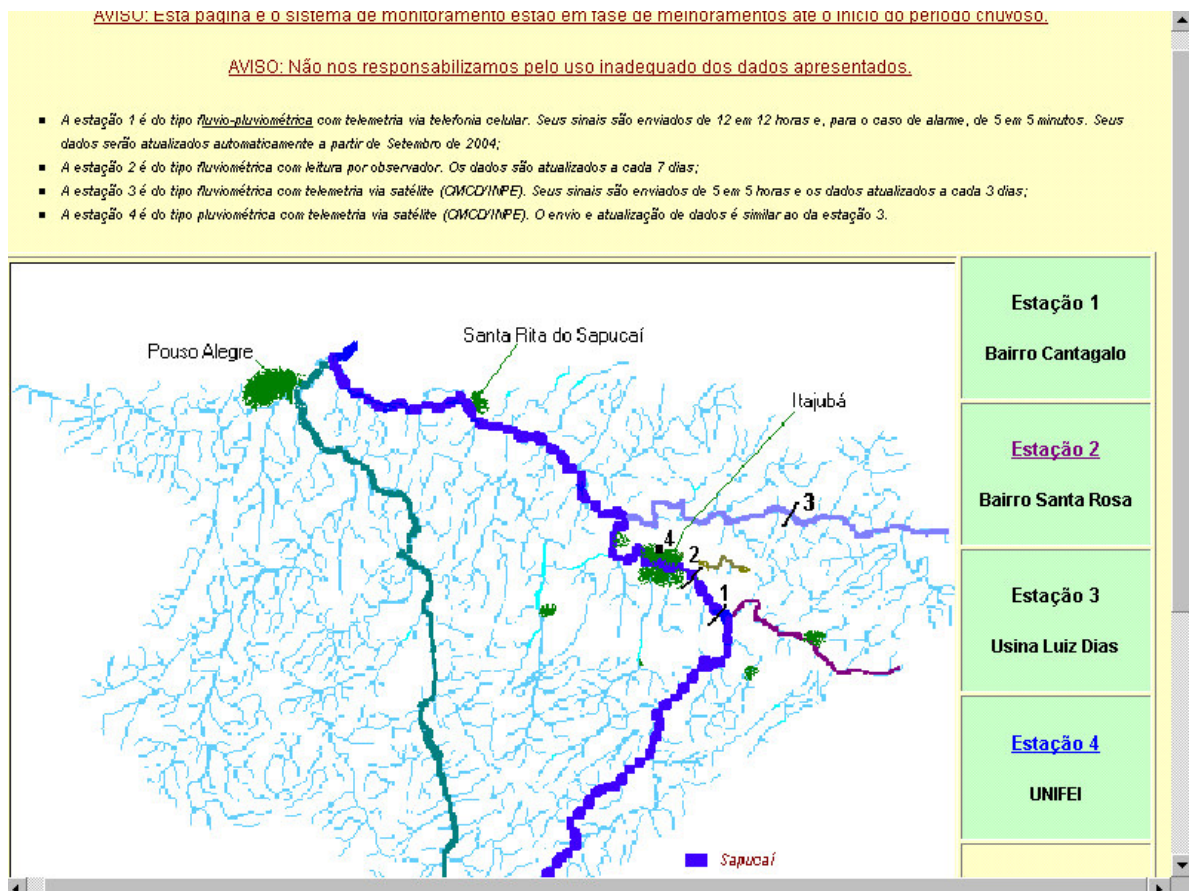 AVISO: Esta página e o sistema de monitoramento estão em fase de melhoramentos até o início do período chuvoso.
AVISO: Não nos responsabilizamos pelo uso inadequado dos dados apresentados.
A estação 1 é do tipo fluvio-pluviométrica com telemetria via telefonia celular. Seus sinais são enviados de 12 em 12 horas e, para o caso de alarme, de 5 em 5 minutos. Seus
dados serão atualizados automaticamente a partir de Setembro de 2004;
A estação 2 é do tipo fluviométrica com leitura por observador. Os dados são atualizados a cada 7 dias;
A estação 3 é do tipo fluviométrica com telemetria via satélite (CMCD/INPE). Seus sinais são enviados de 5 em 5 horas e os dados atualizados a cada 3 dias;
A estação 4 é do tipo pluviométrica com telemetria via satélite (CMCD/INPE). O envio e atualização de dados é similar ao da estação 3.
Pouso Alegre
Santa Rita do Sapucaí
Itajubá
3
4
2
1
Sapucaí
Estação 1
Bairro Cantagalo
Estação 2
Bairro Santa Rosa
Estação 3
Usina Luiz Dias
Estação 4
UNIFEI